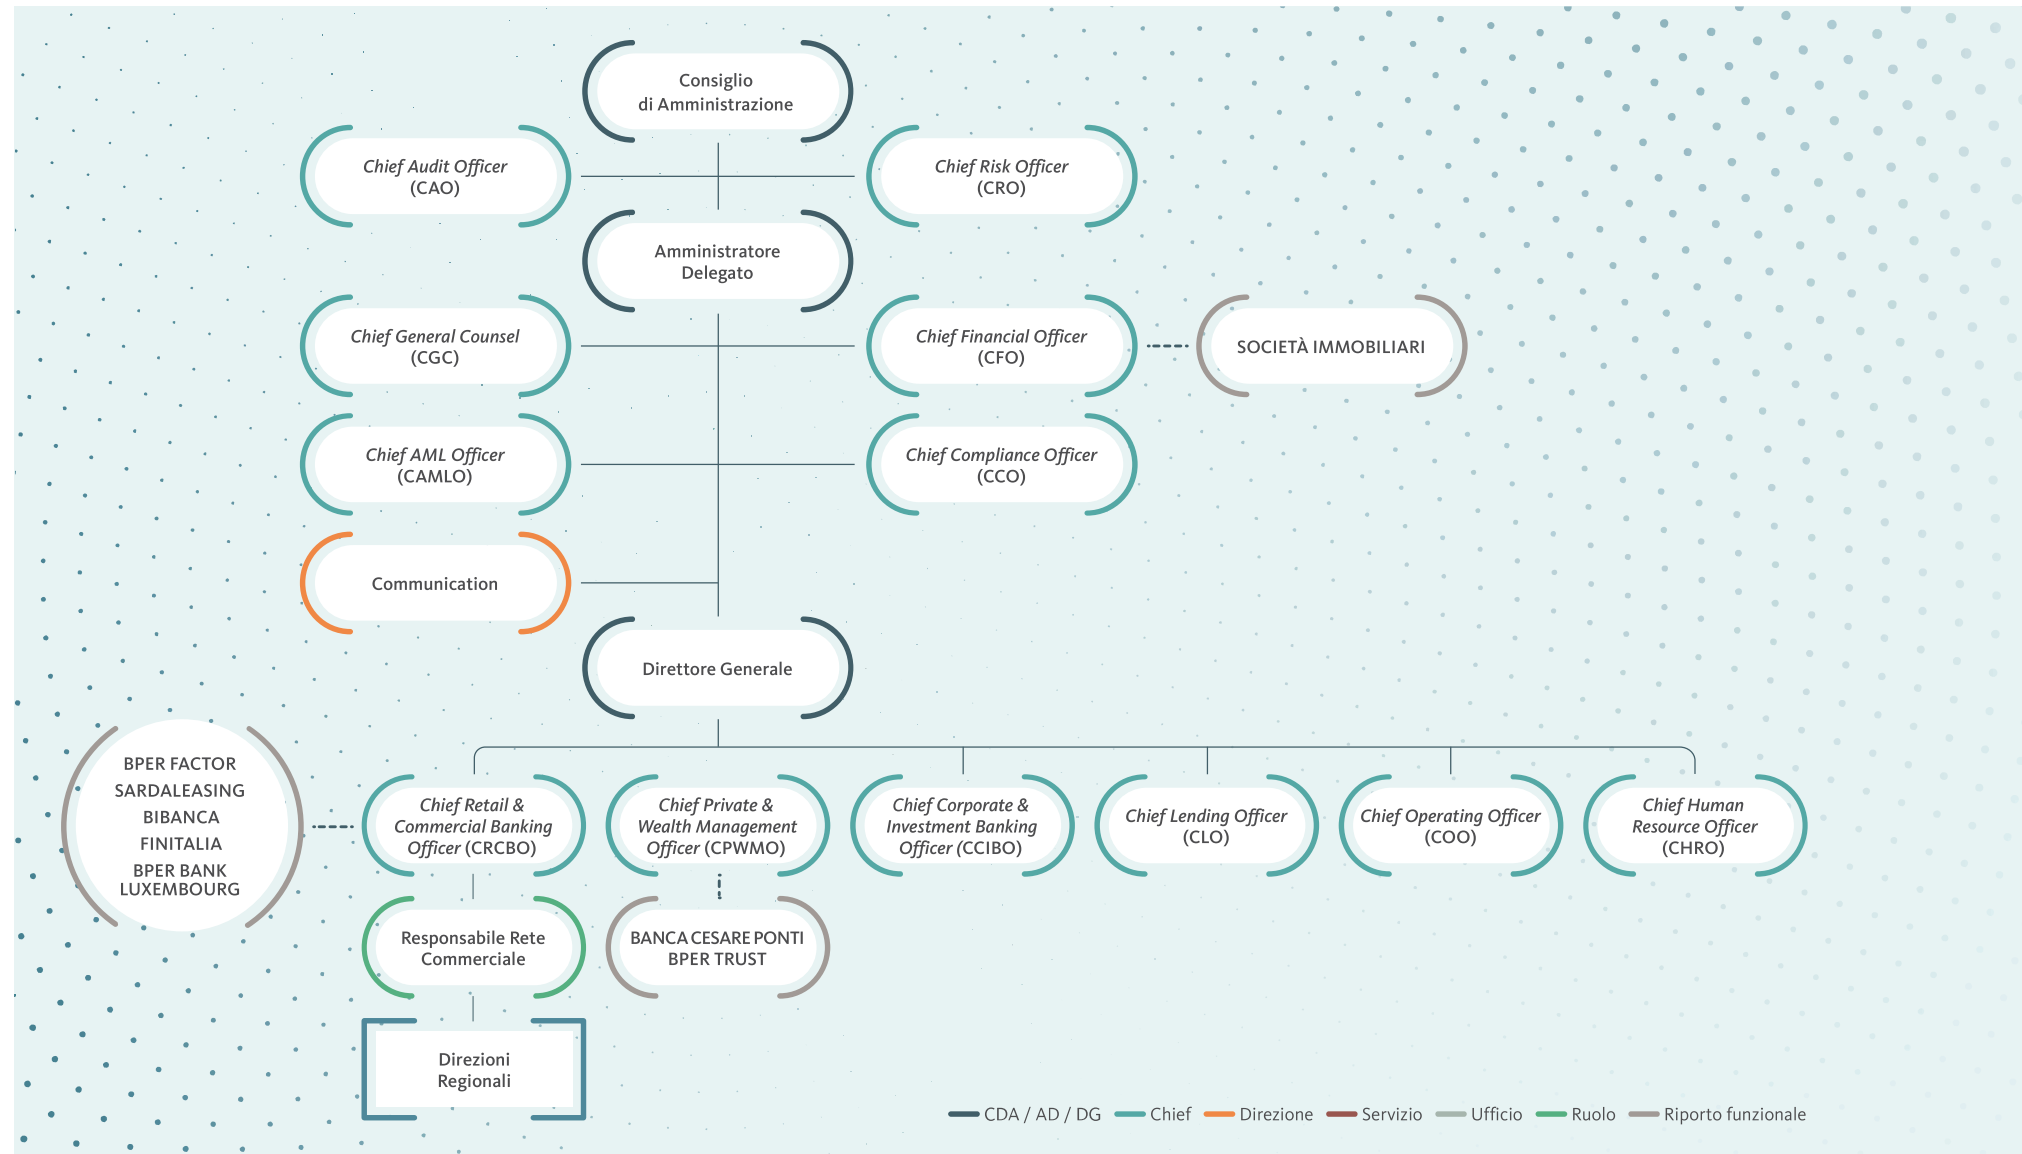 Consiglio
di Amministrazione
Chief Audit Officer
(CAO)
Chief Risk Officer
(CRO)
Amministratore
Delegato
Chief General Counsel
(CGC)
Chief Financial Officer
(CFO)
SOCIETÀ IMMOBILIARI
Chief AML Officer
(CAMLO)
Chief Compliance Officer
(CCO)
Communication
Direttore Generale
BPER FACTOR
SARDALEASING
BIBANCA
FINITALIA
BPER BANK
LUXEMBOURG
Chief Retail &
Commercial Banking
Officer (CRCBO)
Chief Private &
Wealth Management
Officer (CPWMO)
Chief Corporate &
Investment Banking
Officer (CCIBO)
Chief Lending Officer
(CLO)
Chief Operating Officer
(COO)
Chief Human
Resource Officer
(CHRO)
Responsabile Rete
Commerciale
BANCA CESARE PONTI
BPER TRUST
Direzioni
Regionali
CDA / AD / DG Chief Direzione Servizio Ufficio Ruolo Riporto funzionale